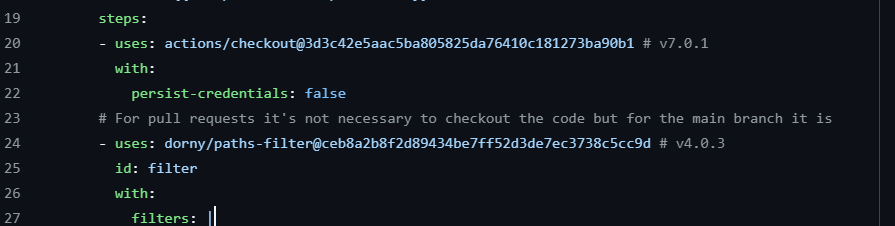 19 steps:
20 - uses: actions/checkout@3d3c42e5aac5ba805825da76410c181273ba90b1 # v7.0.1
21 with:
22 persist-credentials: false
23 # For pull requests it's not necessary to checkout the code but for the main branch it is
24 - uses: dorny/paths-filter@ceb8a2b8f2d89434be7ff52d3de7ec3738c5cc9d # v4.0.3
25 id: filter
26 with:
27 filters: |